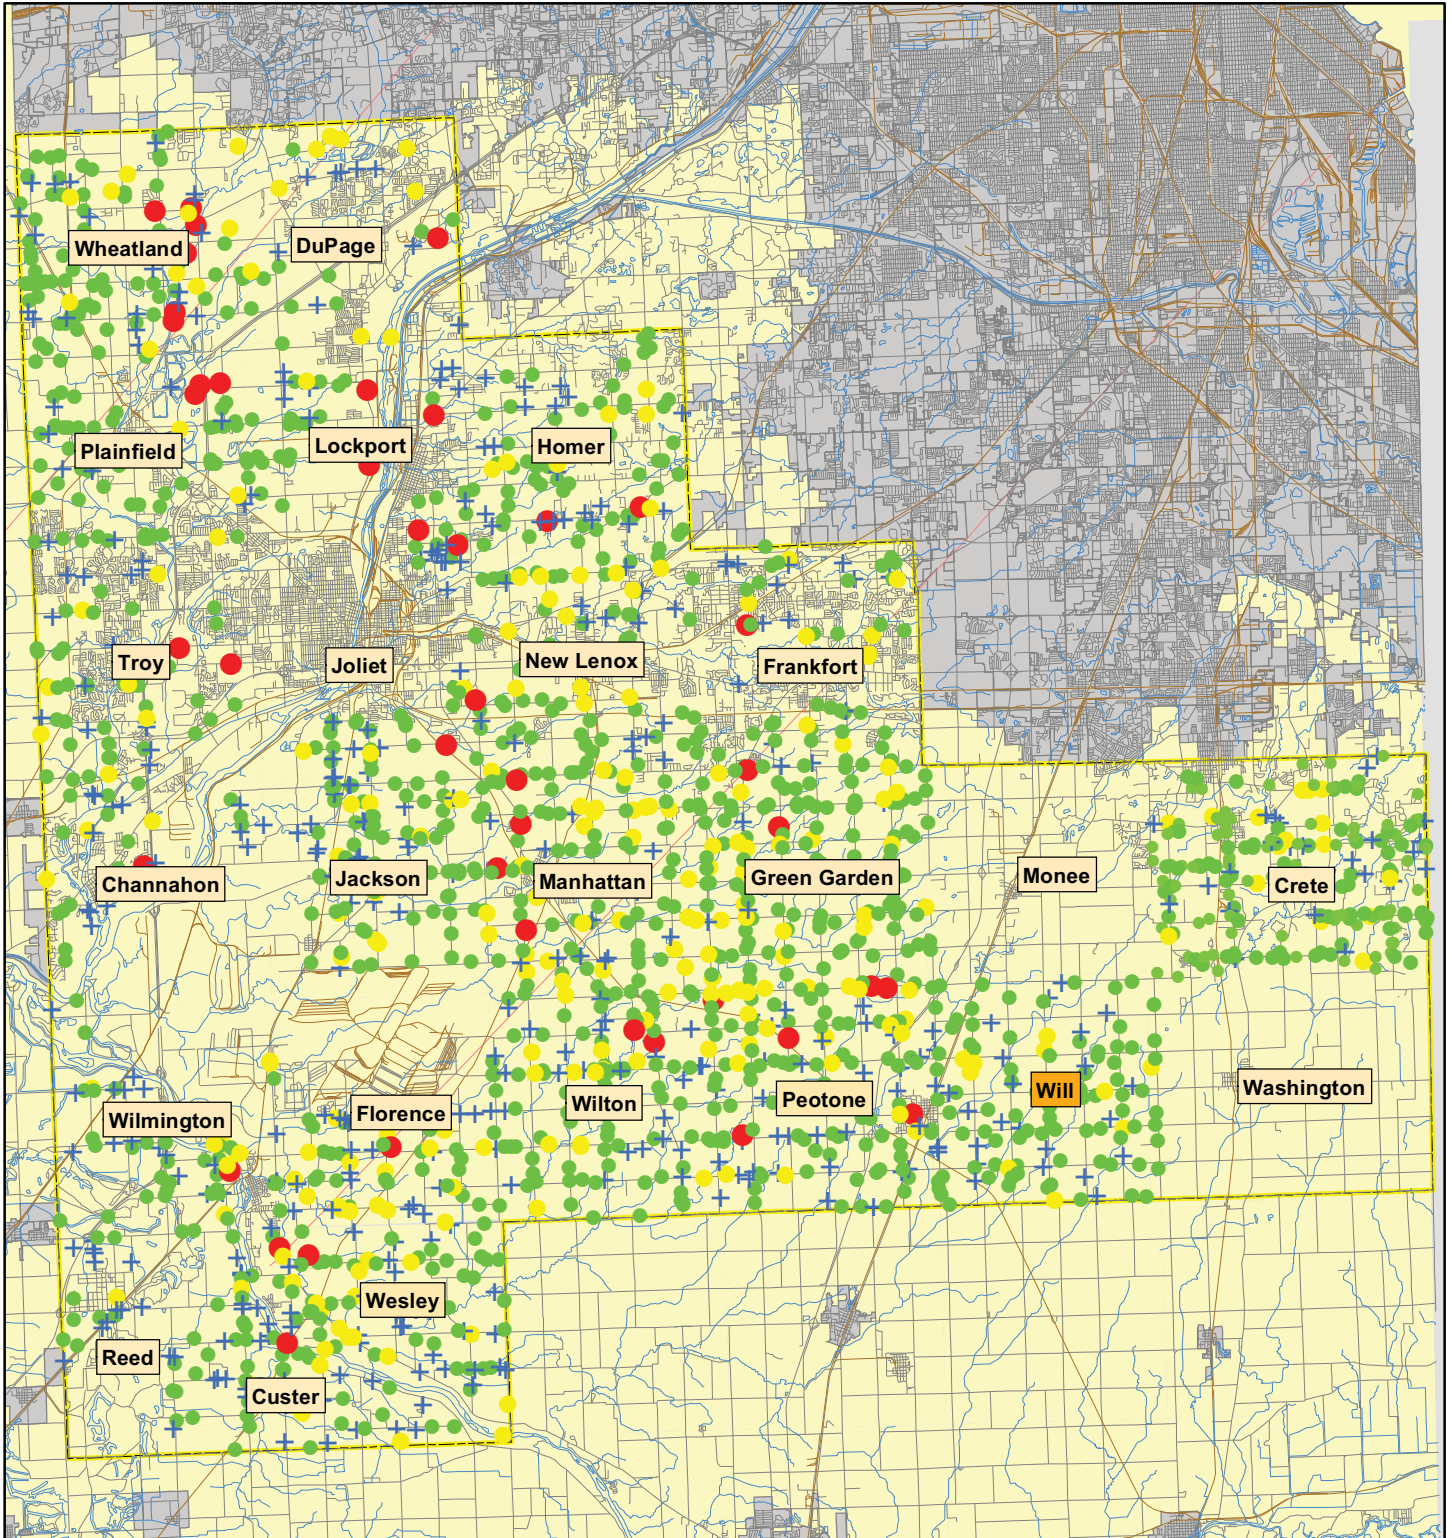 Wheatland
DuPage
Plainfield
Lockport
Homer
Troy
Joliet
New Lenox
Frankfort
Channahon
Jackson
Manhattan
Green Garden
Monee
Crete
Wilmington
Florence
Wilton
Peotone
Will
Washington
Wesley
Reed
Custer